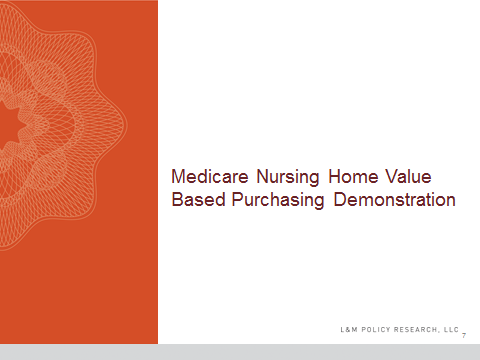 Medicare Nursing Home Value
Based Purchasing Demonstration
L&M POLICY RESEARCH, LLC
7